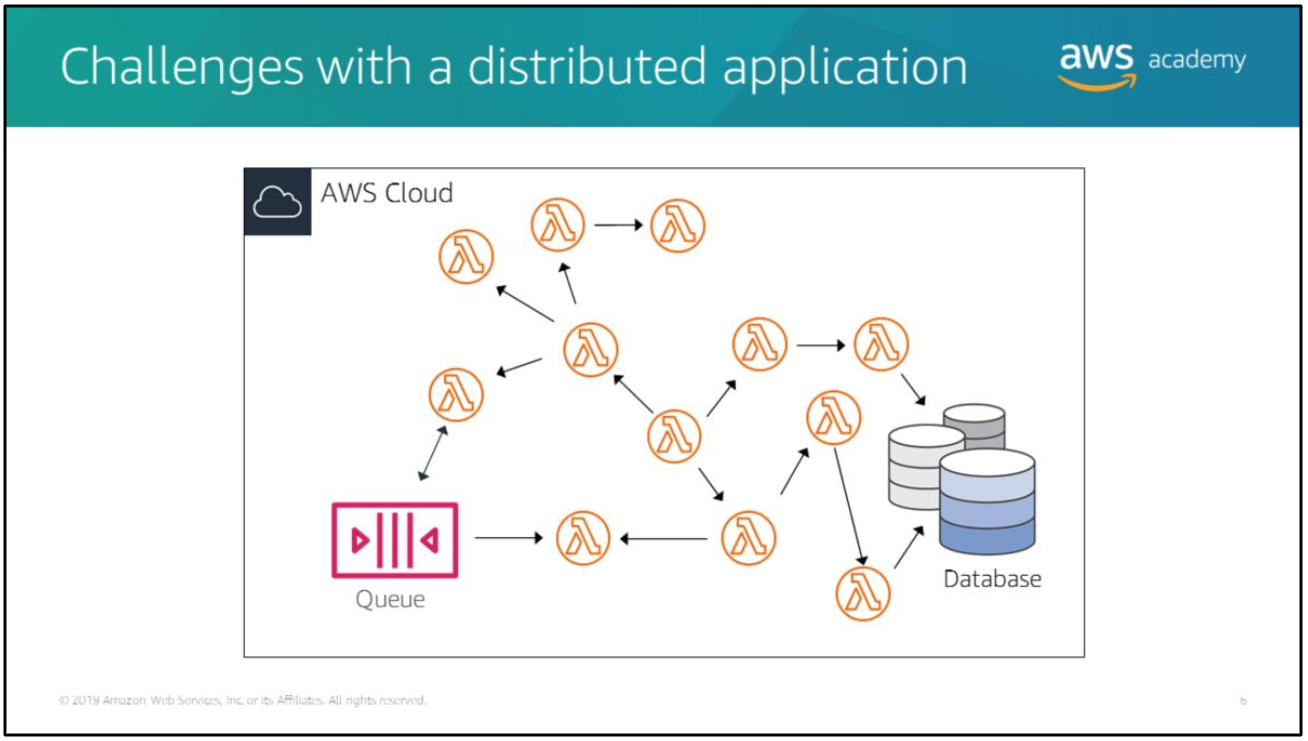 Challenges with a distributed application
aws academy
AWS Cloud
Queue
Database
© 2019 Amazon Web Services, Inc. or its Affiliates. All rights reserved.
6